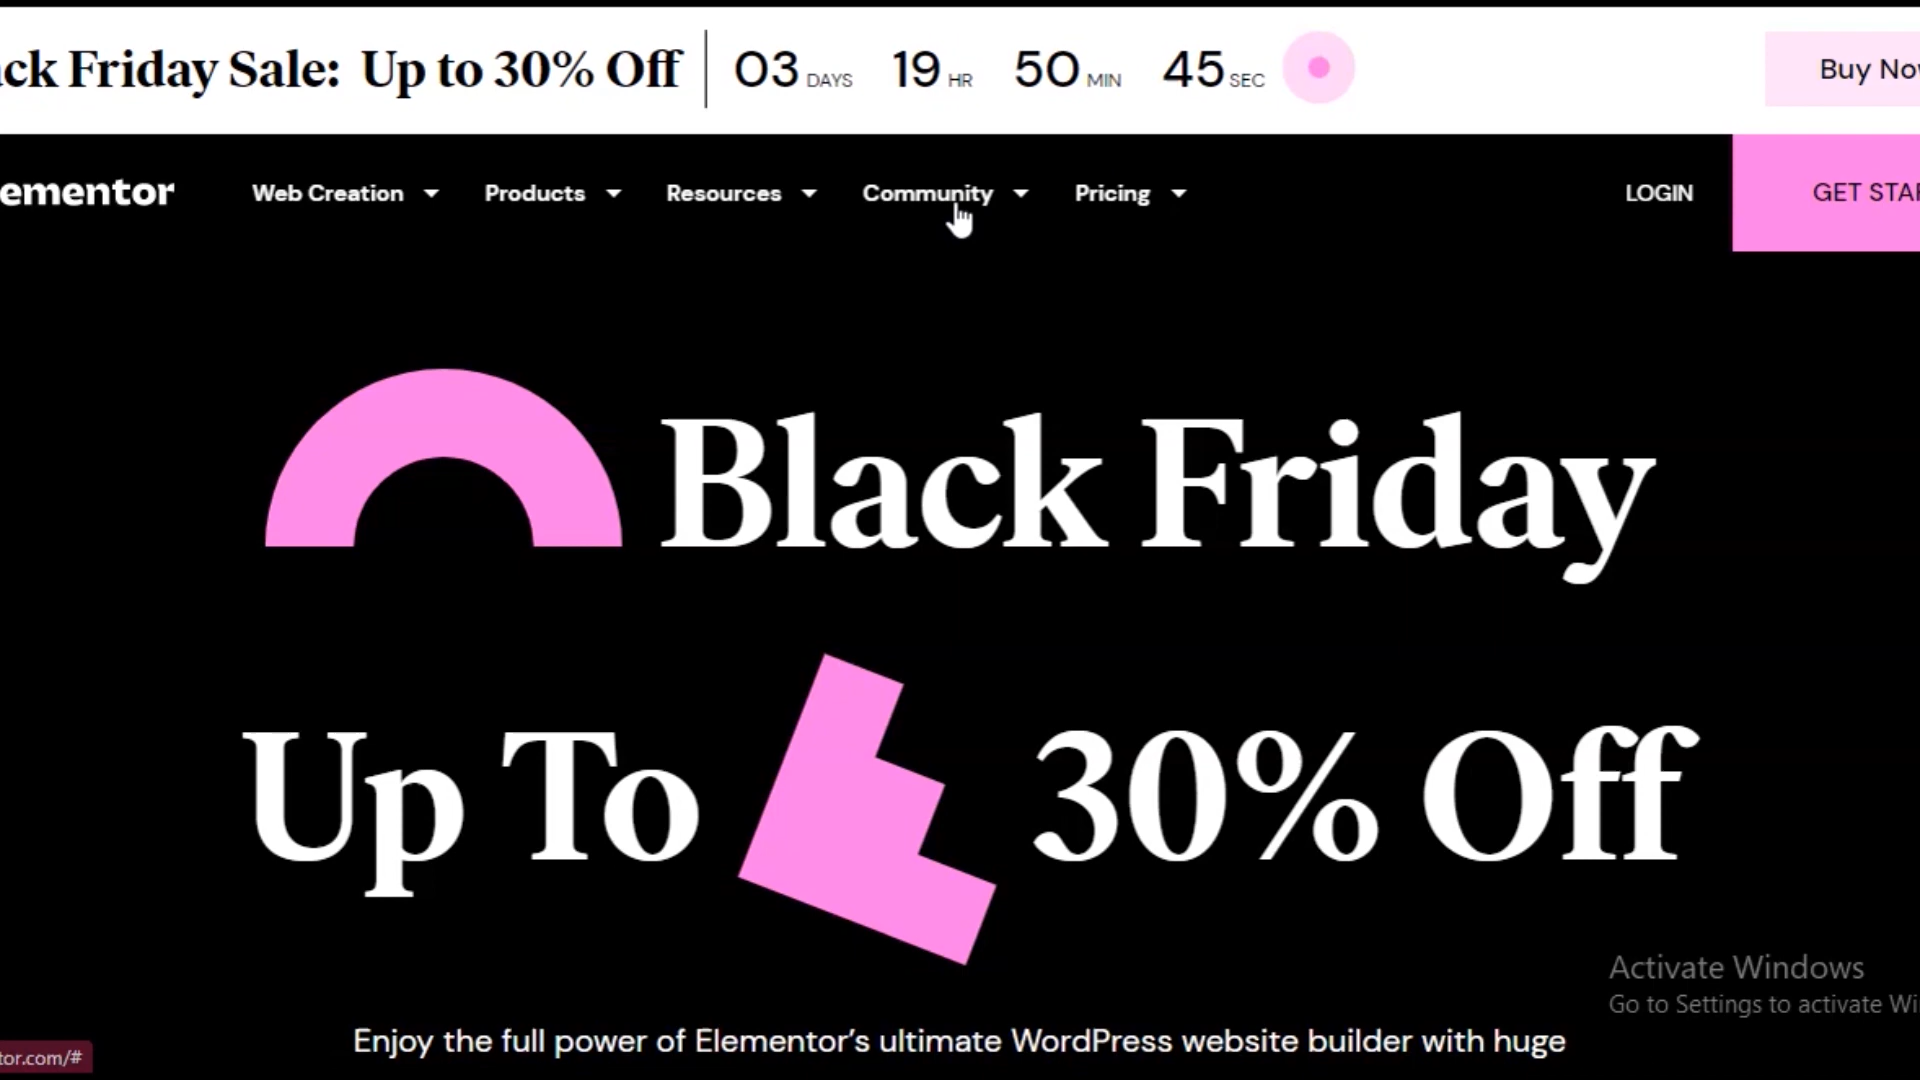 ck Friday Sale: Up to 30% Off
03 DAYS 19 HR 50 MIN 45 SEC
Buy Now
ementor
Web Creation
Products
Resources
Community
Pricing
LOGIN
GET STAR
Black Friday
Up To 30% Off
Activate Windows
Go to Settings to activate Wi
Enjoy the full power of Elementor’s ultimate WordPress website builder with huge
tor.com/#